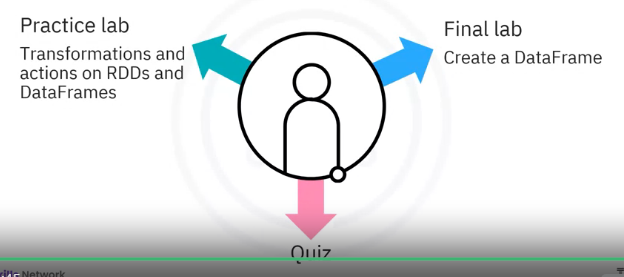 Practice lab
Transformations and
actions on RDDs and
DataFrames
Final lab
Create a DataFrame
Quiz
Network